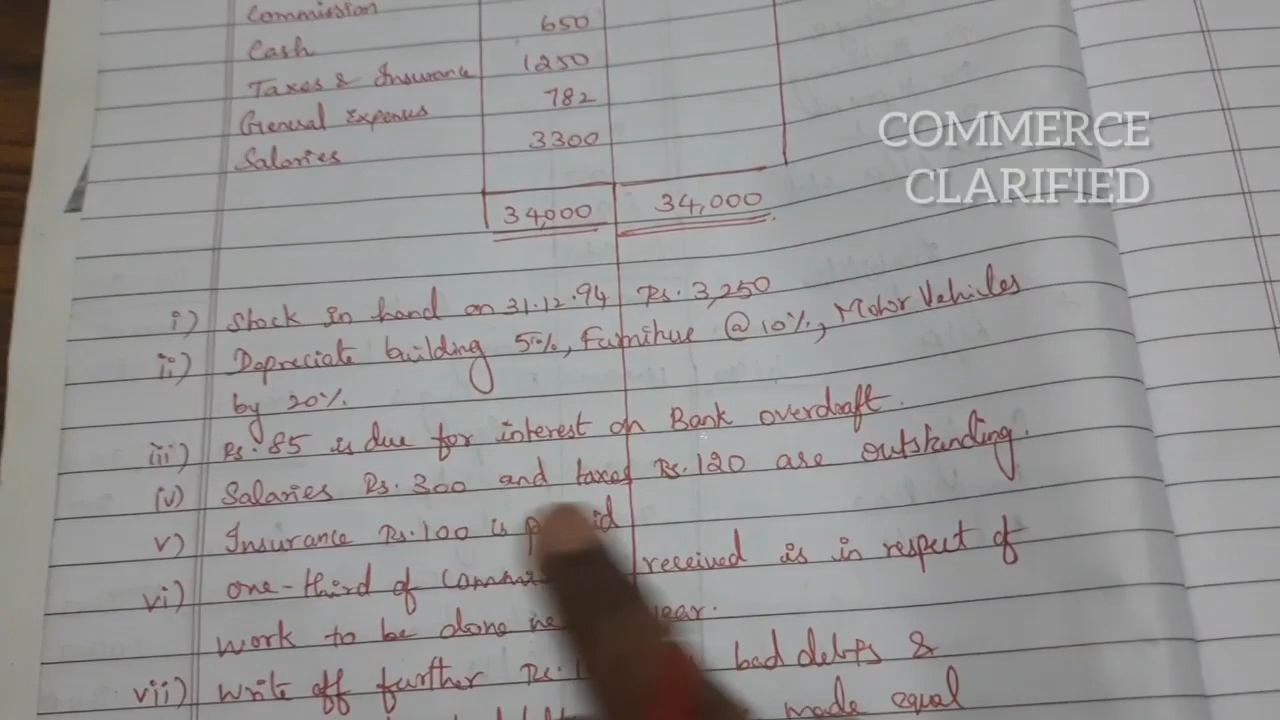 Commission
Cash 650
Taxes & Insurance 1250
General Expenses 782
Salaries 3300
34000 34,000
COMMERCE
CLARIFIED
i) Stock in hand on 31.12.94 Rs. 3,250
ii) Depreciate building 5%, Furniture @ 10%, Motor Vehicles
by 20%.
iii) Rs. 85 is due for interest on Bank overdraft.
iv) Salaries Rs. 300 and taxes Rs. 120 are outstanding.
v) Insurance Rs. 100 is
vi) one-third of received is in respect of
work to be done year.
vii) write off further Rs. bad debts &
made equal